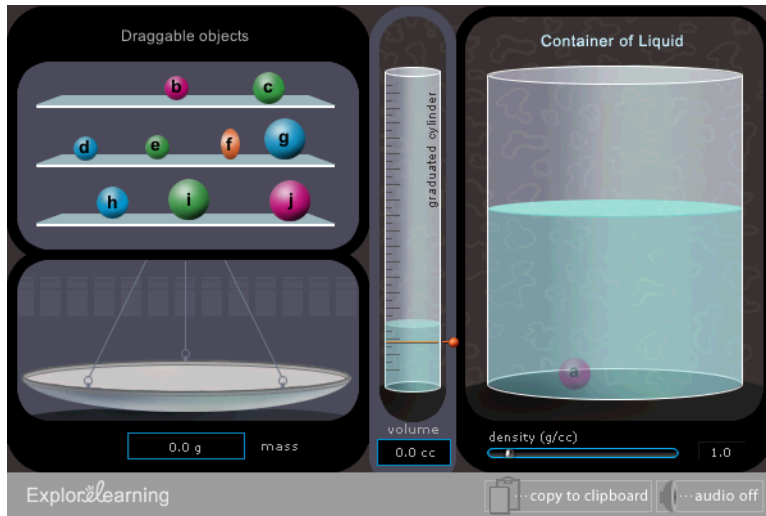 Draggable objects
b c
d e f g
h i j
0.0 g mass
graduated cylinder
volume
0.0 cc
Container of Liquid
a
density (g/cc)
1.0
ExploreLearning
copy to clipboard
audio off